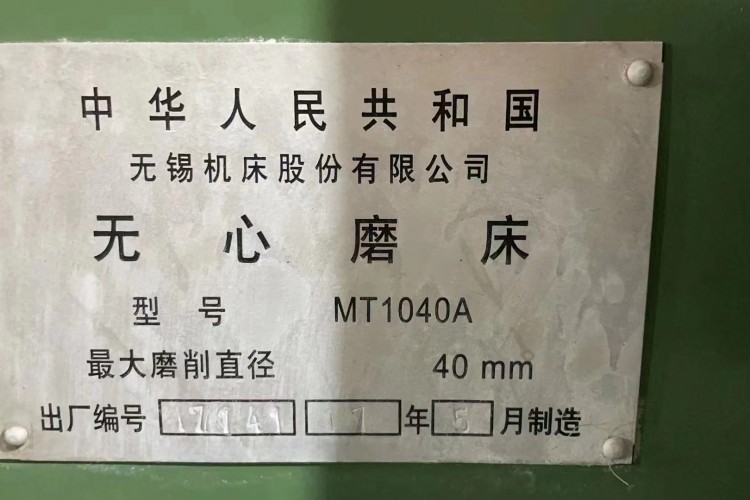 中华人民共和国
无锡机床股份有限公司
无心磨床
型号 MT1040A
最大磨削直径 40 mm
出厂编号 17141 17 年 5 月制造